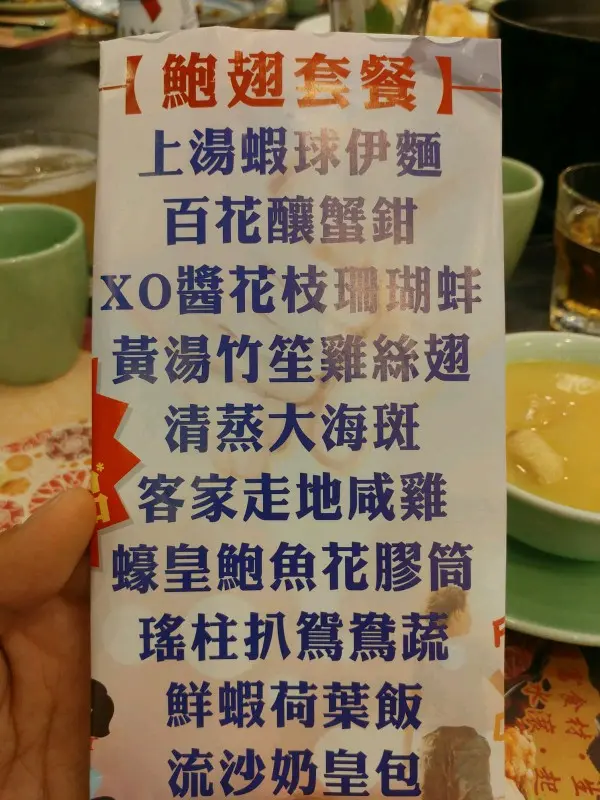 【鮑翅套餐】
上湯蝦球伊麵
百花釀蟹鉗
XO醬花枝珊瑚蚌
黃湯竹笙雞絲翅
清蒸大海斑
客家走地咸雞
蠔皇鮑魚花膠筒
瑤柱扒鴛鴦蔬
鮮蝦荷葉飯
流沙奶皇包